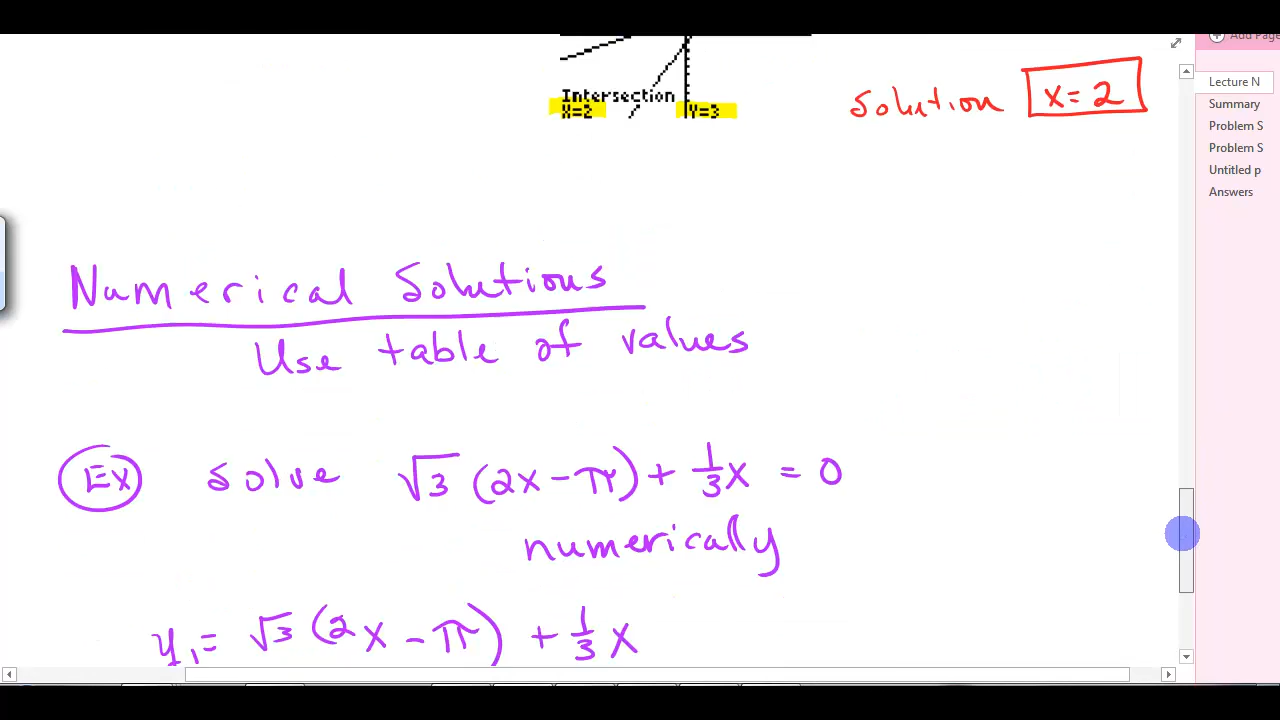 Add Page
Intersection
X=2 Y=3
Solution x=2
Lecture N
Summary
Problem S
Problem S
Untitled p
Answers
Numerical Solutions
Use table of values
Ex solve √3 (2x-π) + 1/3 x = 0
numerically
y₁ = √3 (2x - π) + 1/3 x